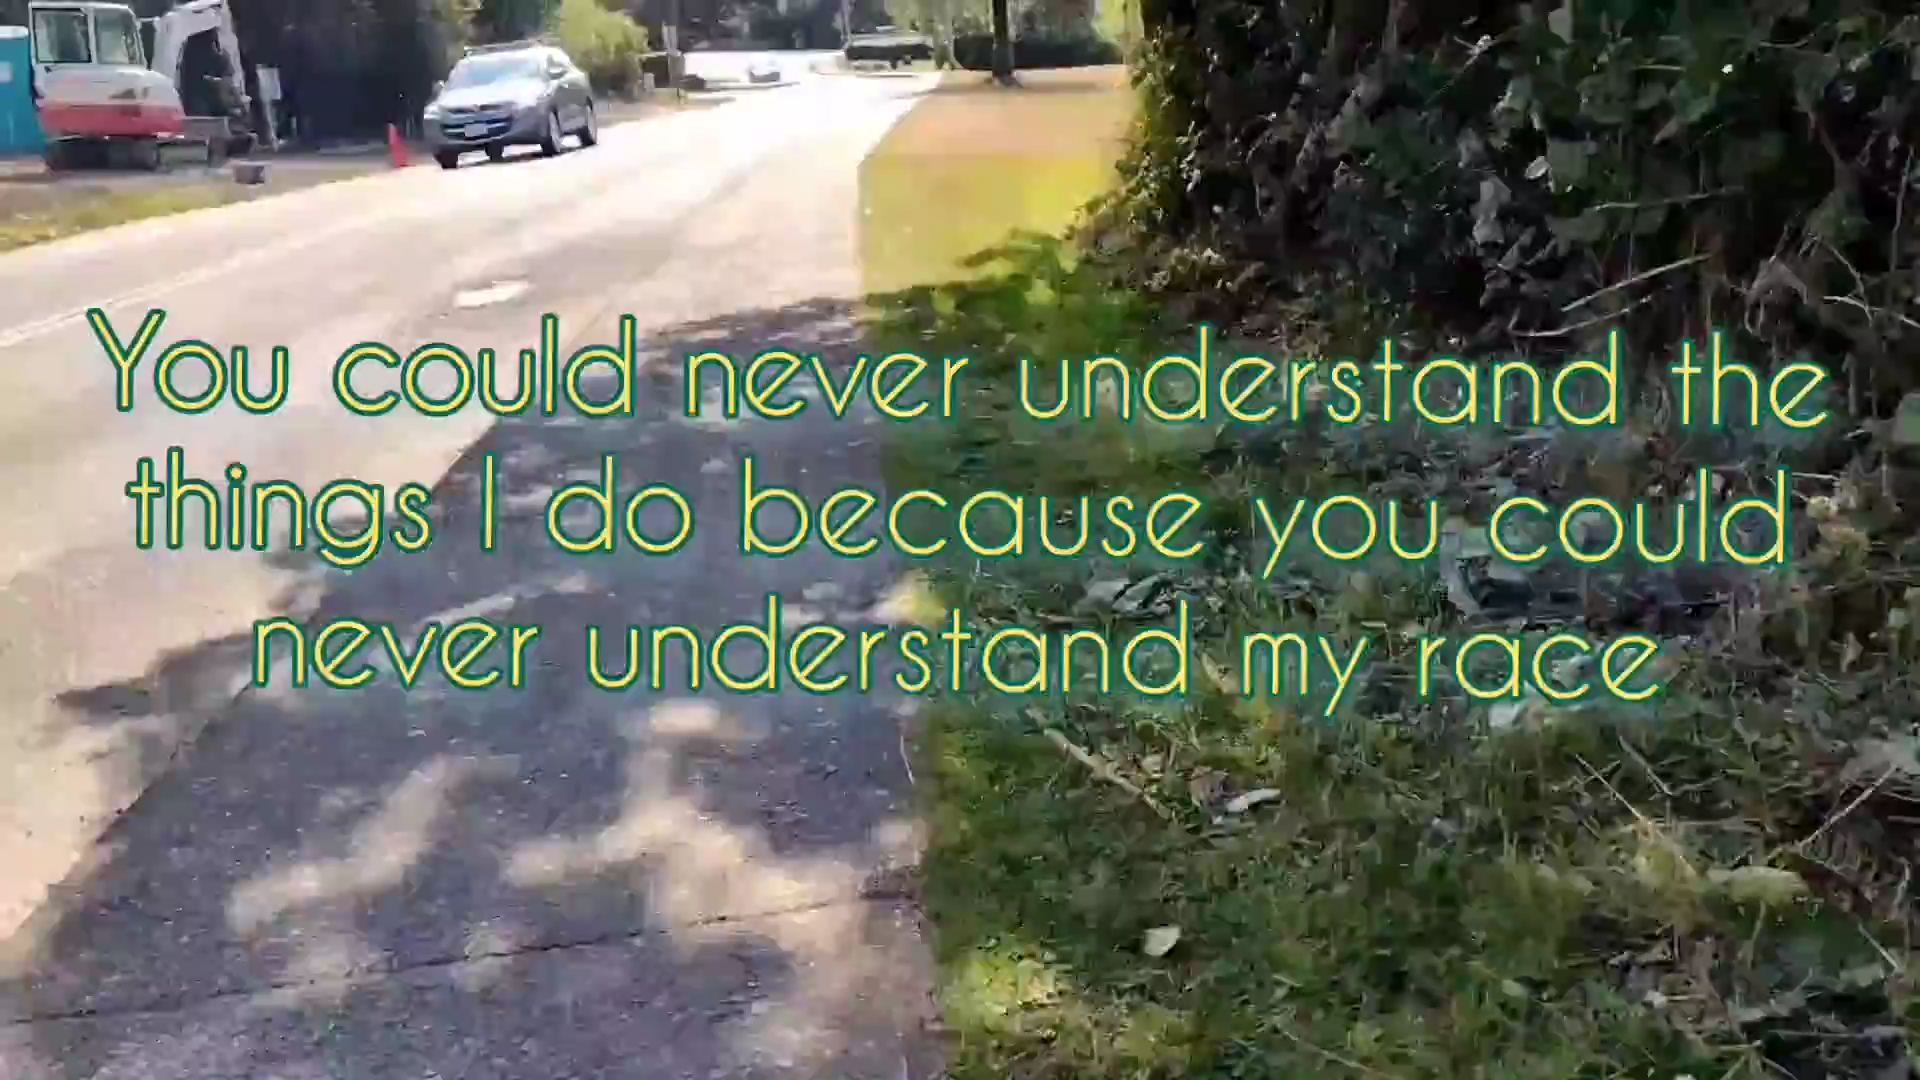 You could never understand the
things I do because you could
never understand my race